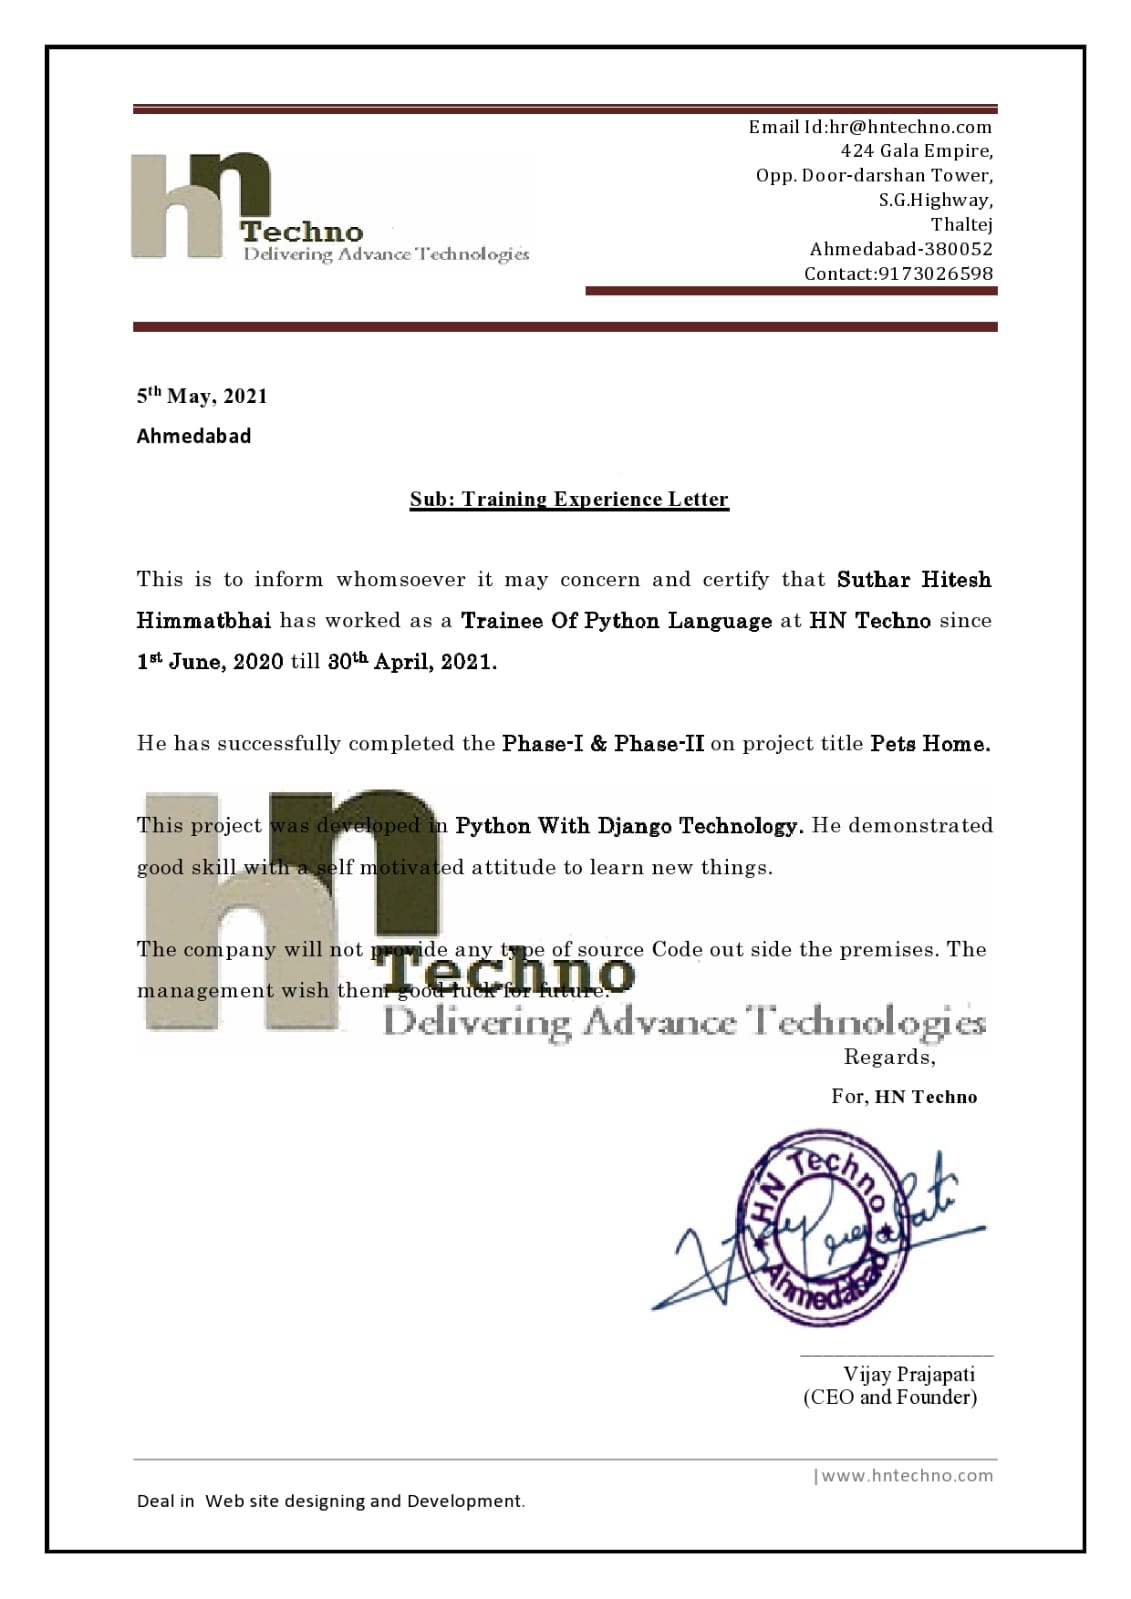 Email Id:hr@hntechno.com
424 Gala Empire,
Opp. Door-darshan Tower,
S.G.Highway,
Thaltej
Ahmedabad-380052
Contact:9173026598
hn
Techno
Delivering Advance Technologies
5th May, 2021
Ahmedabad
Sub: Training Experience Letter
This is to inform whomsoever it may concern and certify that Suthar Hitesh
Himmatbhai has worked as a Trainee Of Python Language at HN Techno since
1st June, 2020 till 30th April, 2021.
He has successfully completed the Phase-I & Phase-II on project title Pets Home.
This project was developed in Python With Django Technology. He demonstrated
good skill with a self motivated attitude to learn new things.
The company will not provide any type of source Code out side the premises. The
management wish them good luck for future.
hn
Techno
Delivering Advance Technologies
Regards,
For, HN Techno
HN Techno
Ahmedabad
Vijay Prajapati
Vijay Prajapati
(CEO and Founder)
|www.hntechno.com
Deal in  Web site designing and Development.